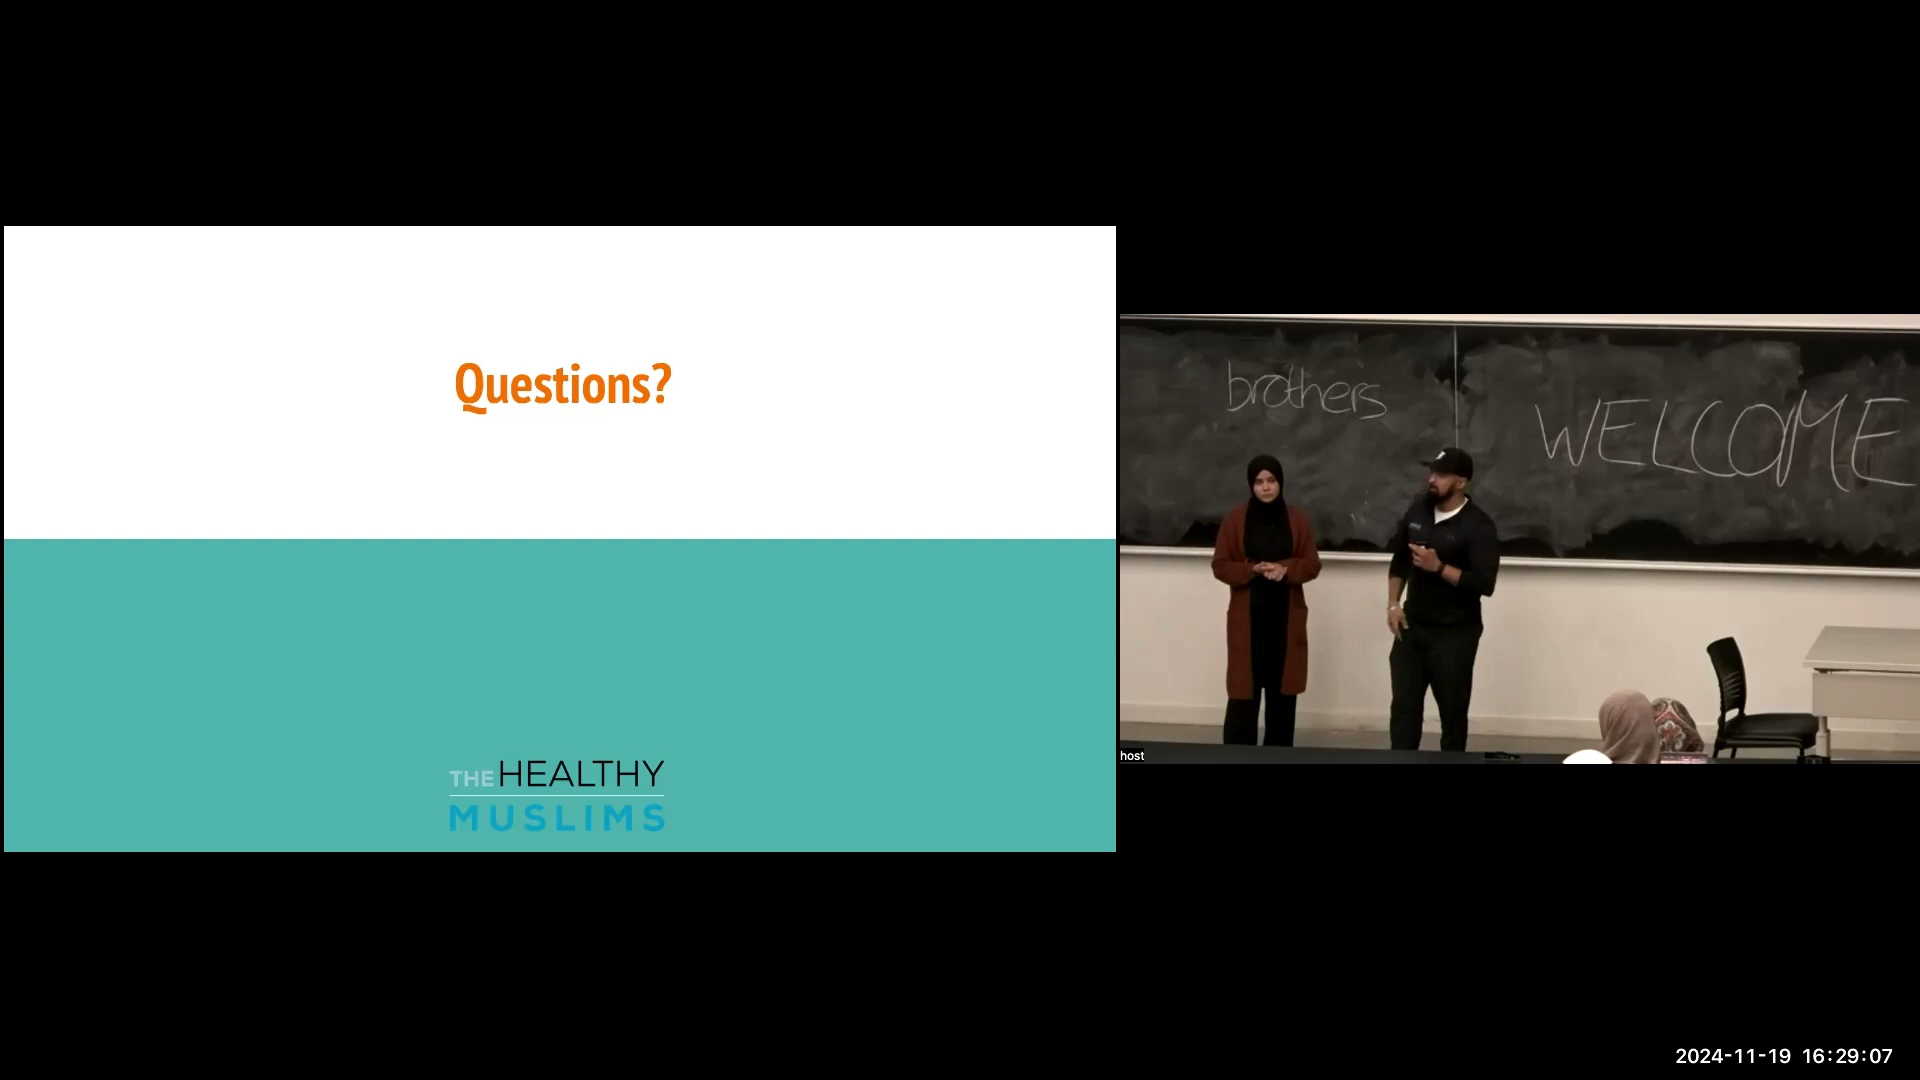 Questions?
THE HEALTHY
MUSLIMS
brothers
WELCOME
host
2024-11-19 16:29:07